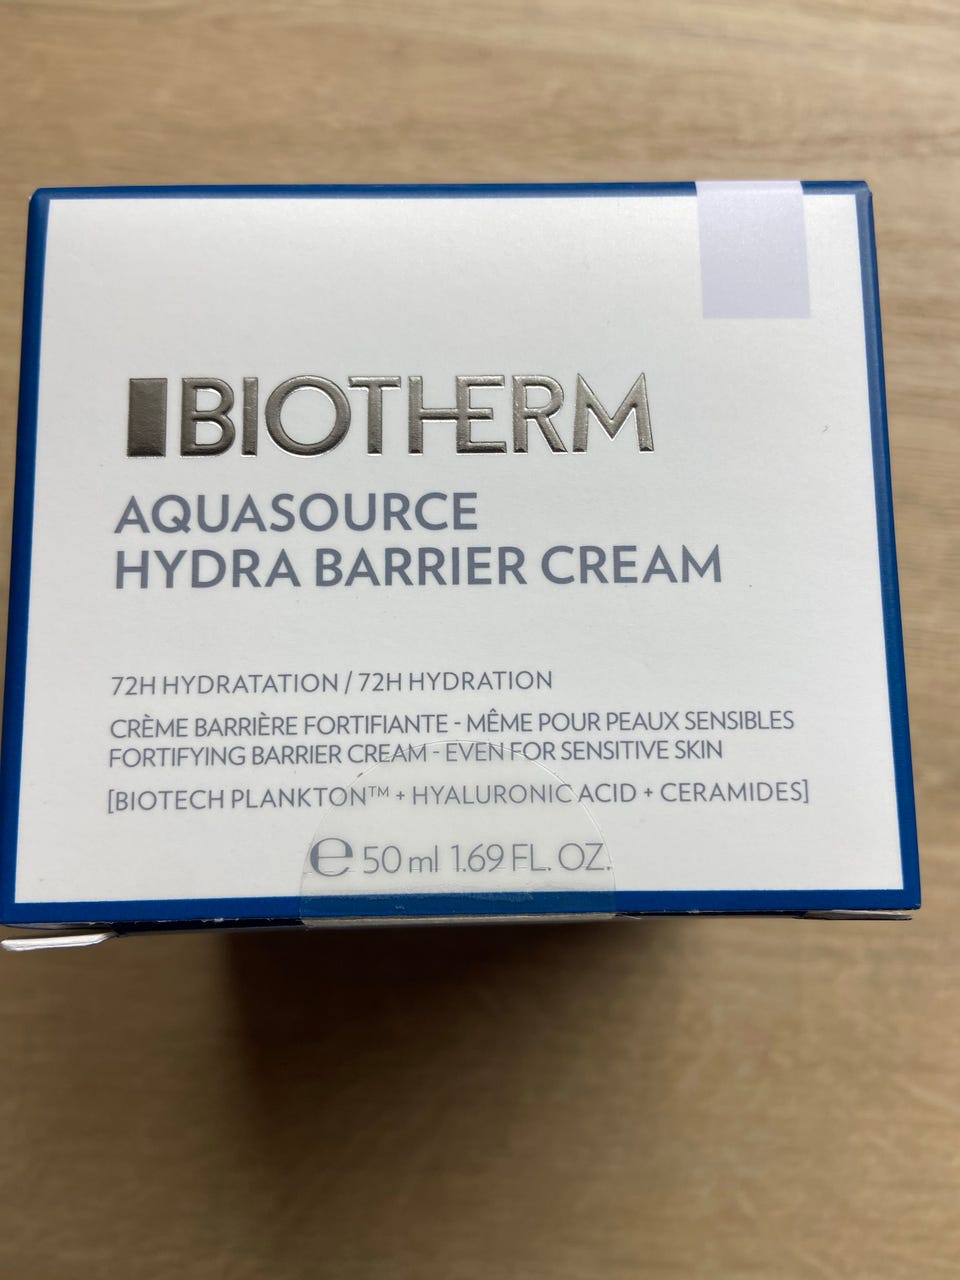 BIOTHERM
AQUASOURCE
HYDRA BARRIER CREAM
72H HYDRATATION / 72H HYDRATION
CRÈME BARRIÈRE FORTIFIANTE - MÊME POUR PEAUX SENSIBLES
FORTIFYING BARRIER CREAM - EVEN FOR SENSITIVE SKIN
[BIOTECH PLANKTON™ + HYALURONIC ACID + CERAMIDES]
℮ 50 ml 1.69 FL. OZ.